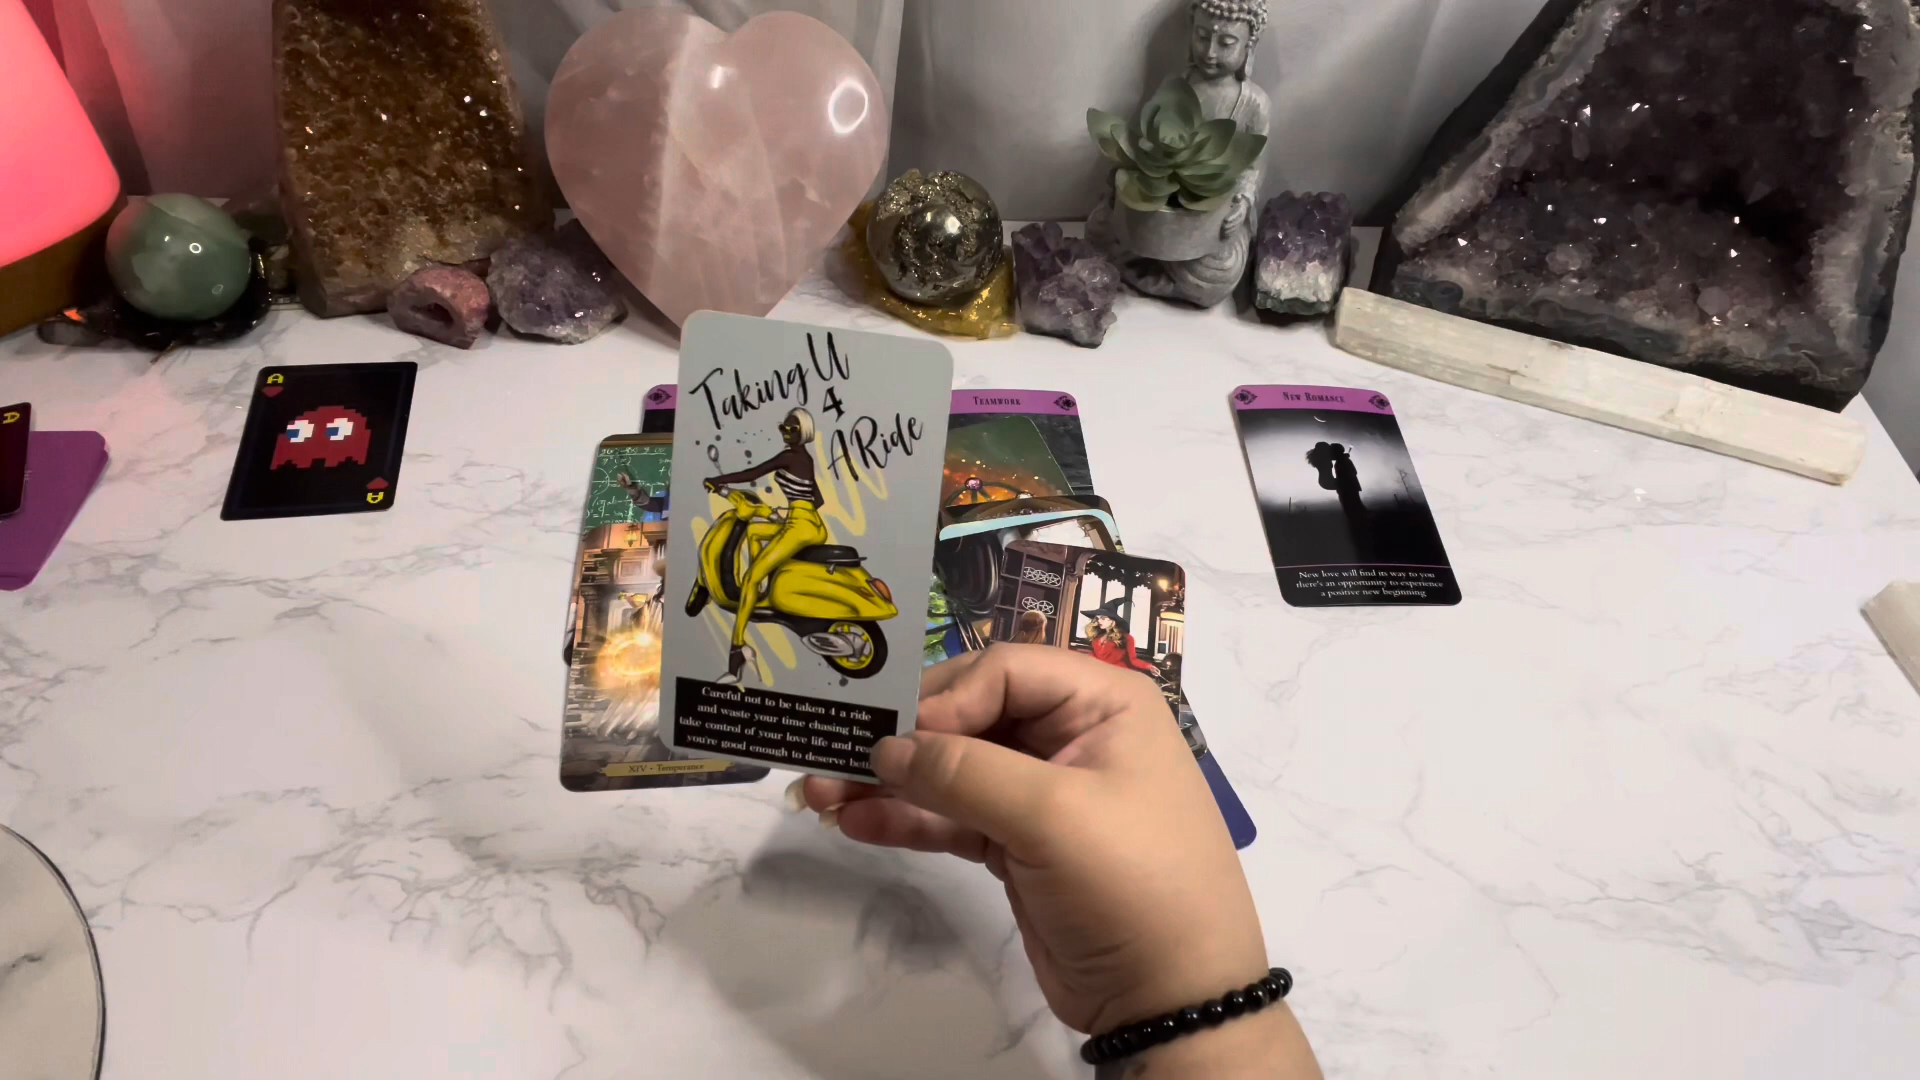 Taking U
4
A Ride
Careful not to be taken 4 a ride
and waste your time chasing lies,
take control of your love life and
you're good enough to deserve
XIV - Temperance
TEAMWORK
NEW ROMANCE
New love will find its way to you
there's an opportunity to experience
a positive new beginning
A
A
A